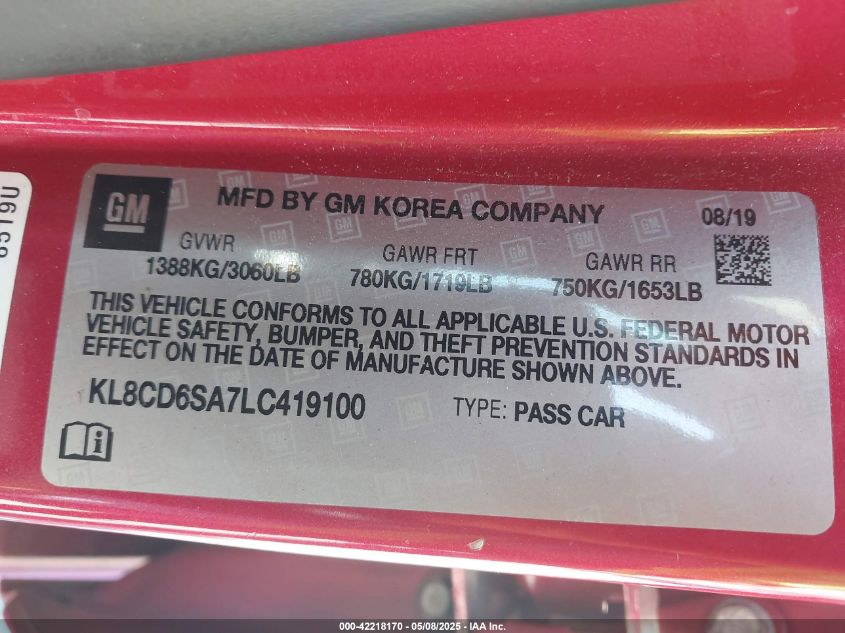 GM
MFD BY GM KOREA COMPANY
08/19
GVWR
GAWR FRT
GAWR RR
1388KG/3060LB
780KG/1719LB
750KG/1653LB
THIS VEHICLE CONFORMS TO ALL APPLICABLE U.S. FEDERAL MOTOR
VEHICLE SAFETY, BUMPER, AND THEFT PREVENTION STANDARDS IN
EFFECT ON THE DATE OF MANUFACTURE SHOWN ABOVE.
KL8CD6SA7LC419100
TYPE: PASS CAR
000-42218170 - 05/08/2025 - IAA Inc.